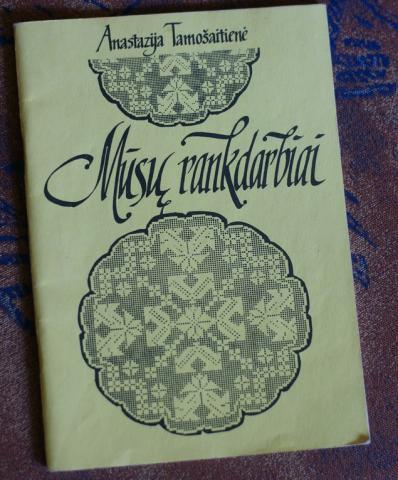 Anastazija Tamošaitienė
Mūsų rankdarbiai